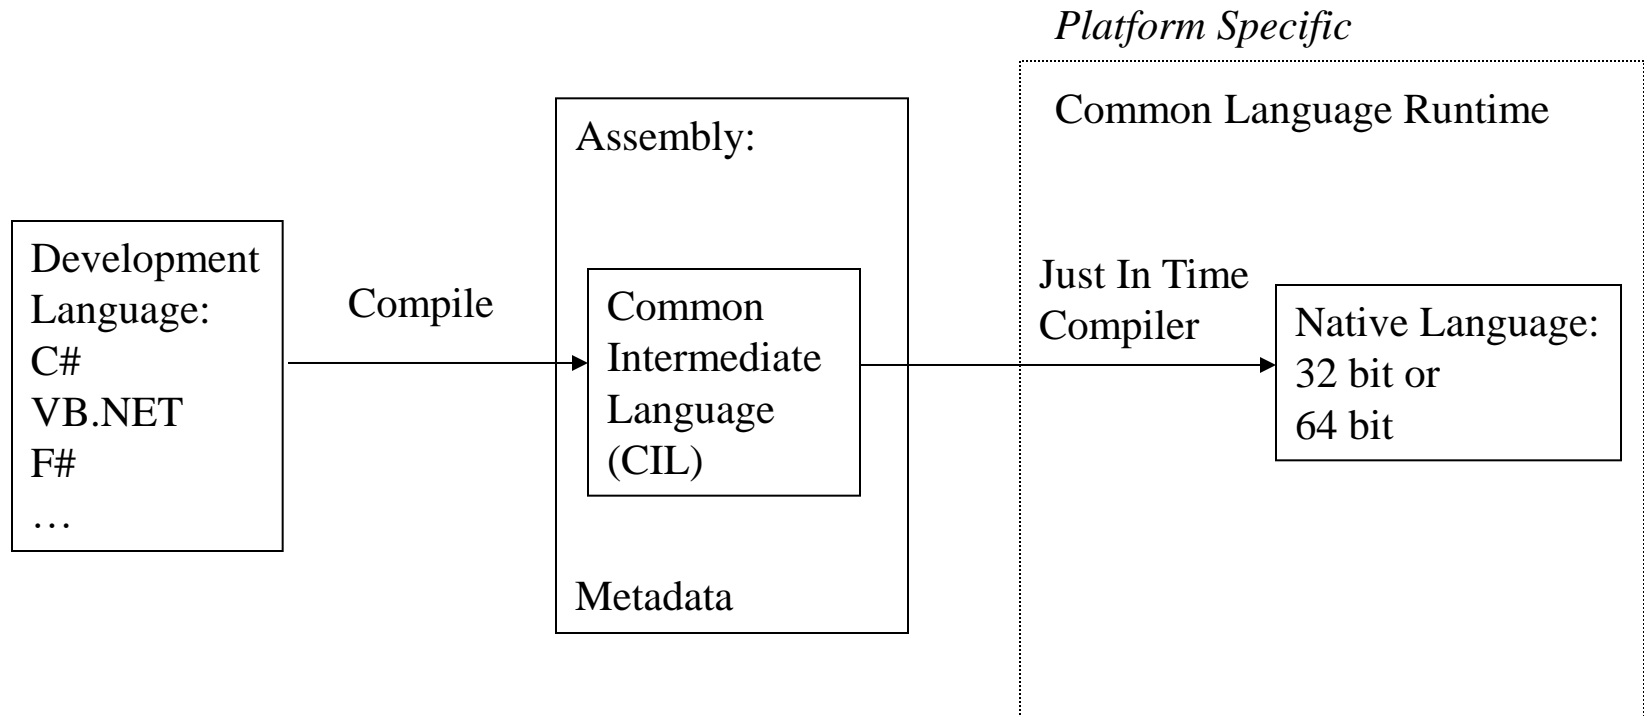 Platform Specific
Common Language Runtime
Assembly:
Development
Language:
C#
VB.NET
F#
…
Compile
Common
Intermediate
Language
(CIL)
Metadata
Just In Time
Compiler
Native Language:
32 bit or
64 bit